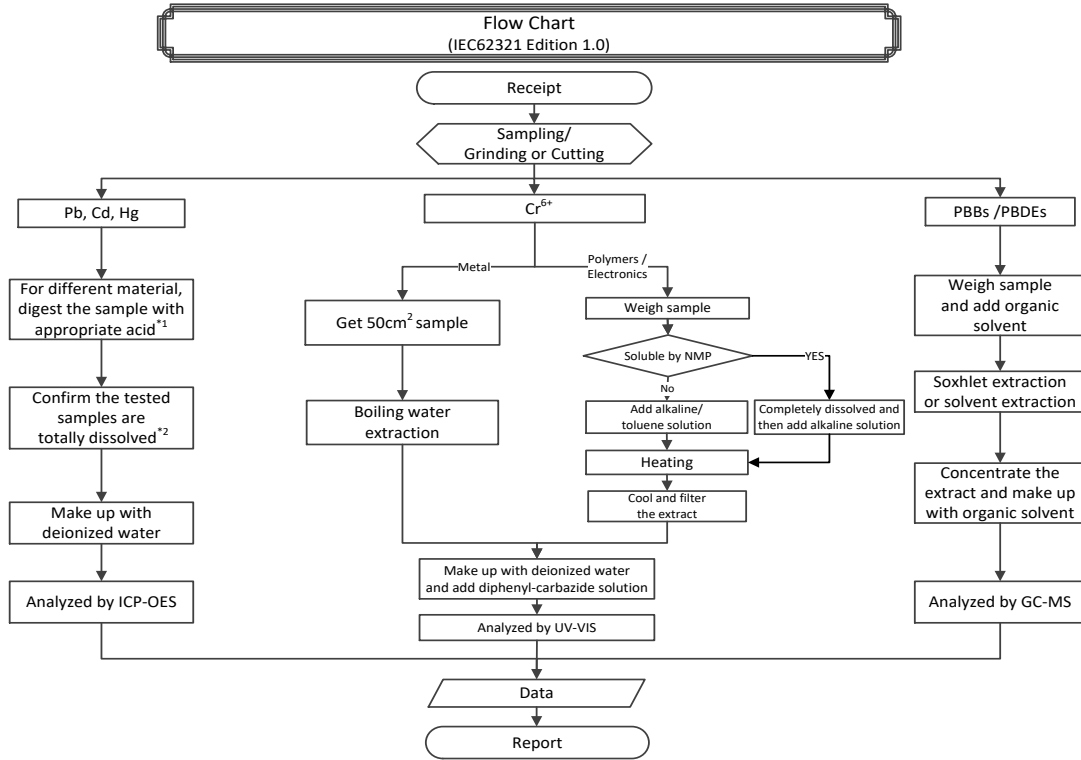 Flow Chart
(IEC62321 Edition 1.0)
Receipt
Sampling/
Grinding or Cutting
Pb, Cd, Hg
Cr⁶⁺
PBBs /PBDEs
For different material,
digest the sample with
appropriate acid*¹
Confirm the tested
samples are
totally dissolved*²
Make up with
deionized water
Analyzed by ICP-OES
Metal
Get 50cm² sample
Boiling water
extraction
Polymers /
Electronics
Weigh sample
Soluble by NMP
YES
No
Add alkaline/
toluene solution
Completely dissolved and
then add alkaline solution
Heating
Cool and filter
the extract
Make up with deionized water
and add diphenyl-carbazide solution
Analyzed by UV-VIS
Weigh sample
and add organic
solvent
Soxhlet extraction
or solvent extraction
Concentrate the
extract and make up
with organic solvent
Analyzed by GC-MS
Data
Report